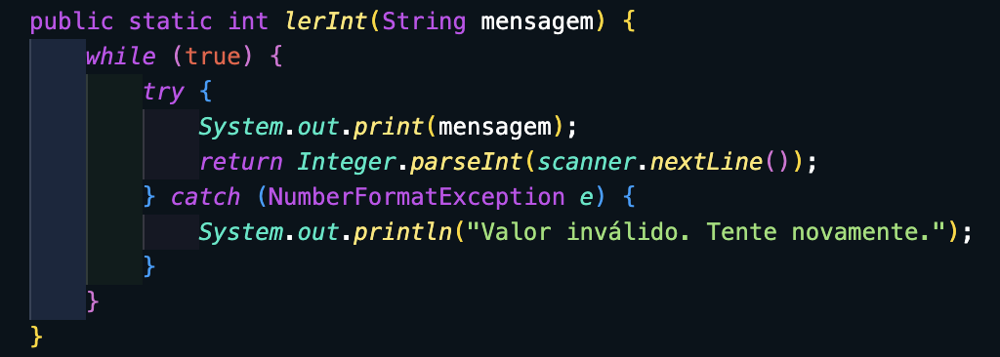 public static int lerInt(String mensagem) {
while (true) {
try {
System.out.print(mensagem);
return Integer.parseInt(scanner.nextLine());
} catch (NumberFormatException e) {
System.out.println("Valor inválido. Tente novamente.");
}
}
}